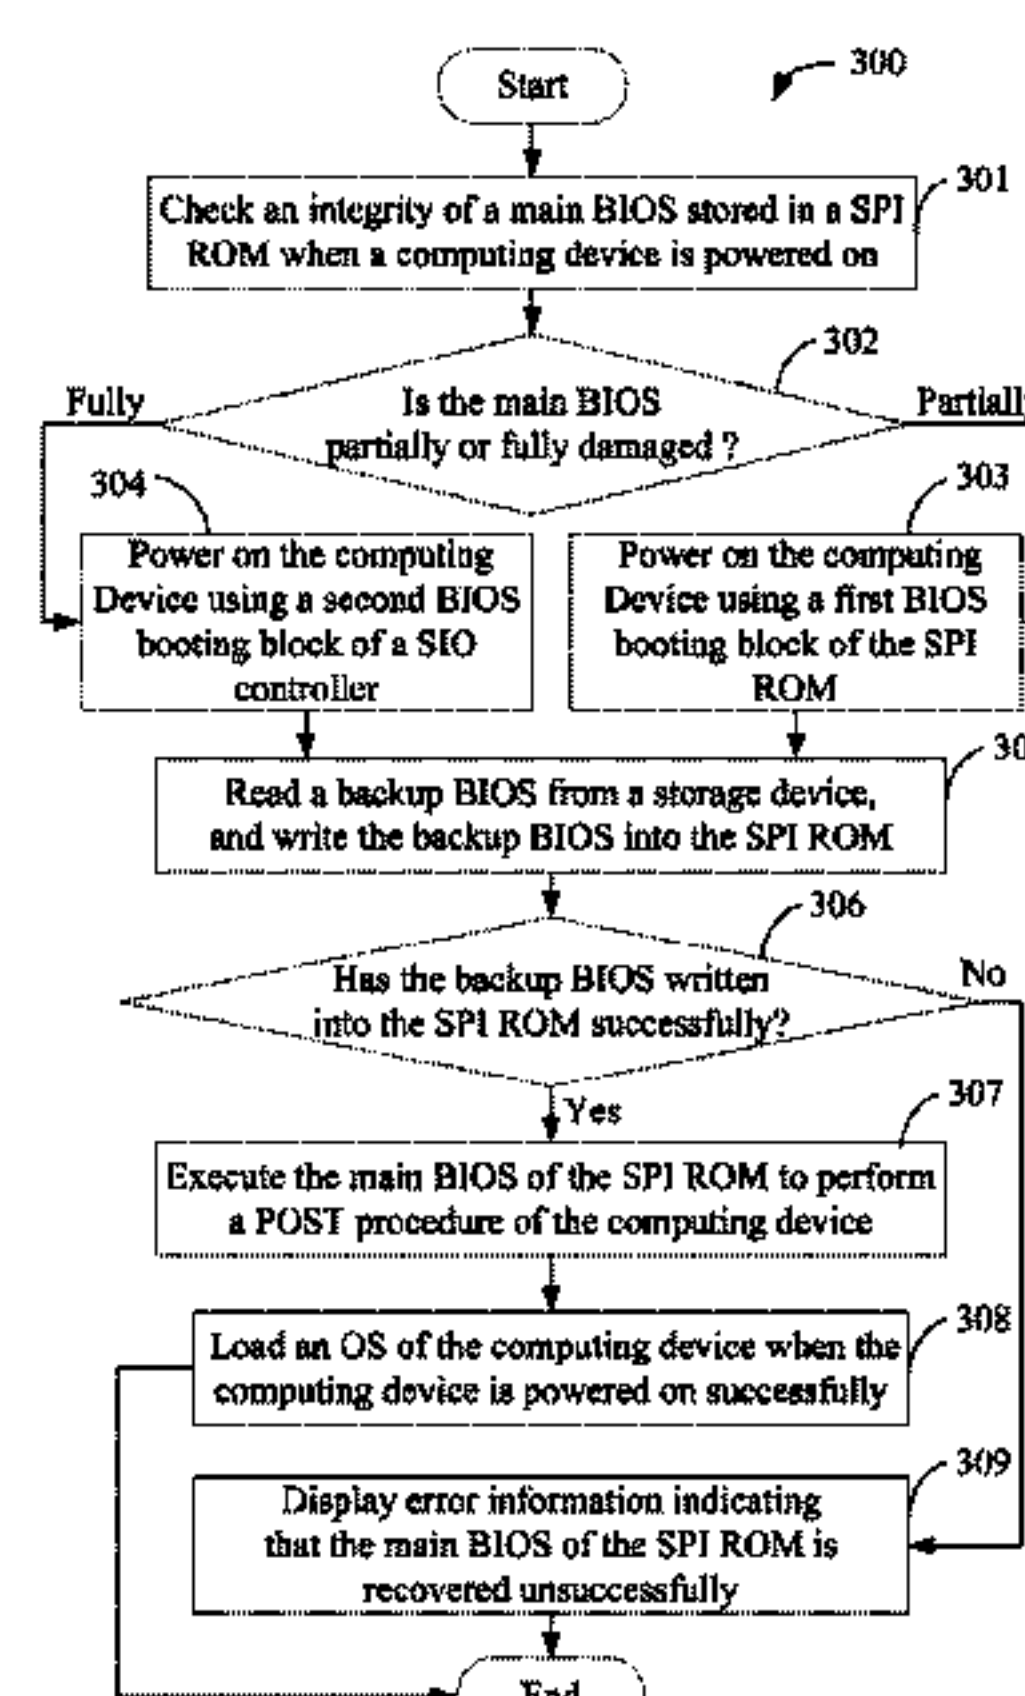 Start
300
301
Check an integrity of a main BIOS stored in a SPI
ROM when a computing device is powered on
302
Fully
Is the main BIOS
partially or fully damaged ?
304
303
Power on the computing
Device using a second BIOS
booting block of a SIO
controller
Power on the computing
Device using a first BIOS
booting block of the SPI
ROM
Read a backup BIOS from a storage device,
and write the backup BIOS into the SPI ROM
306
Has the backup BIOS written
into the SPI ROM successfully?
No
Yes
307
Execute the main BIOS of the SPI ROM to perform
a POST procedure of the computing device
308
Load an OS of the computing device when the
computing device is powered on successfully
309
Display error information indicating
that the main BIOS of the SPI ROM is
recovered unsuccessfully
End